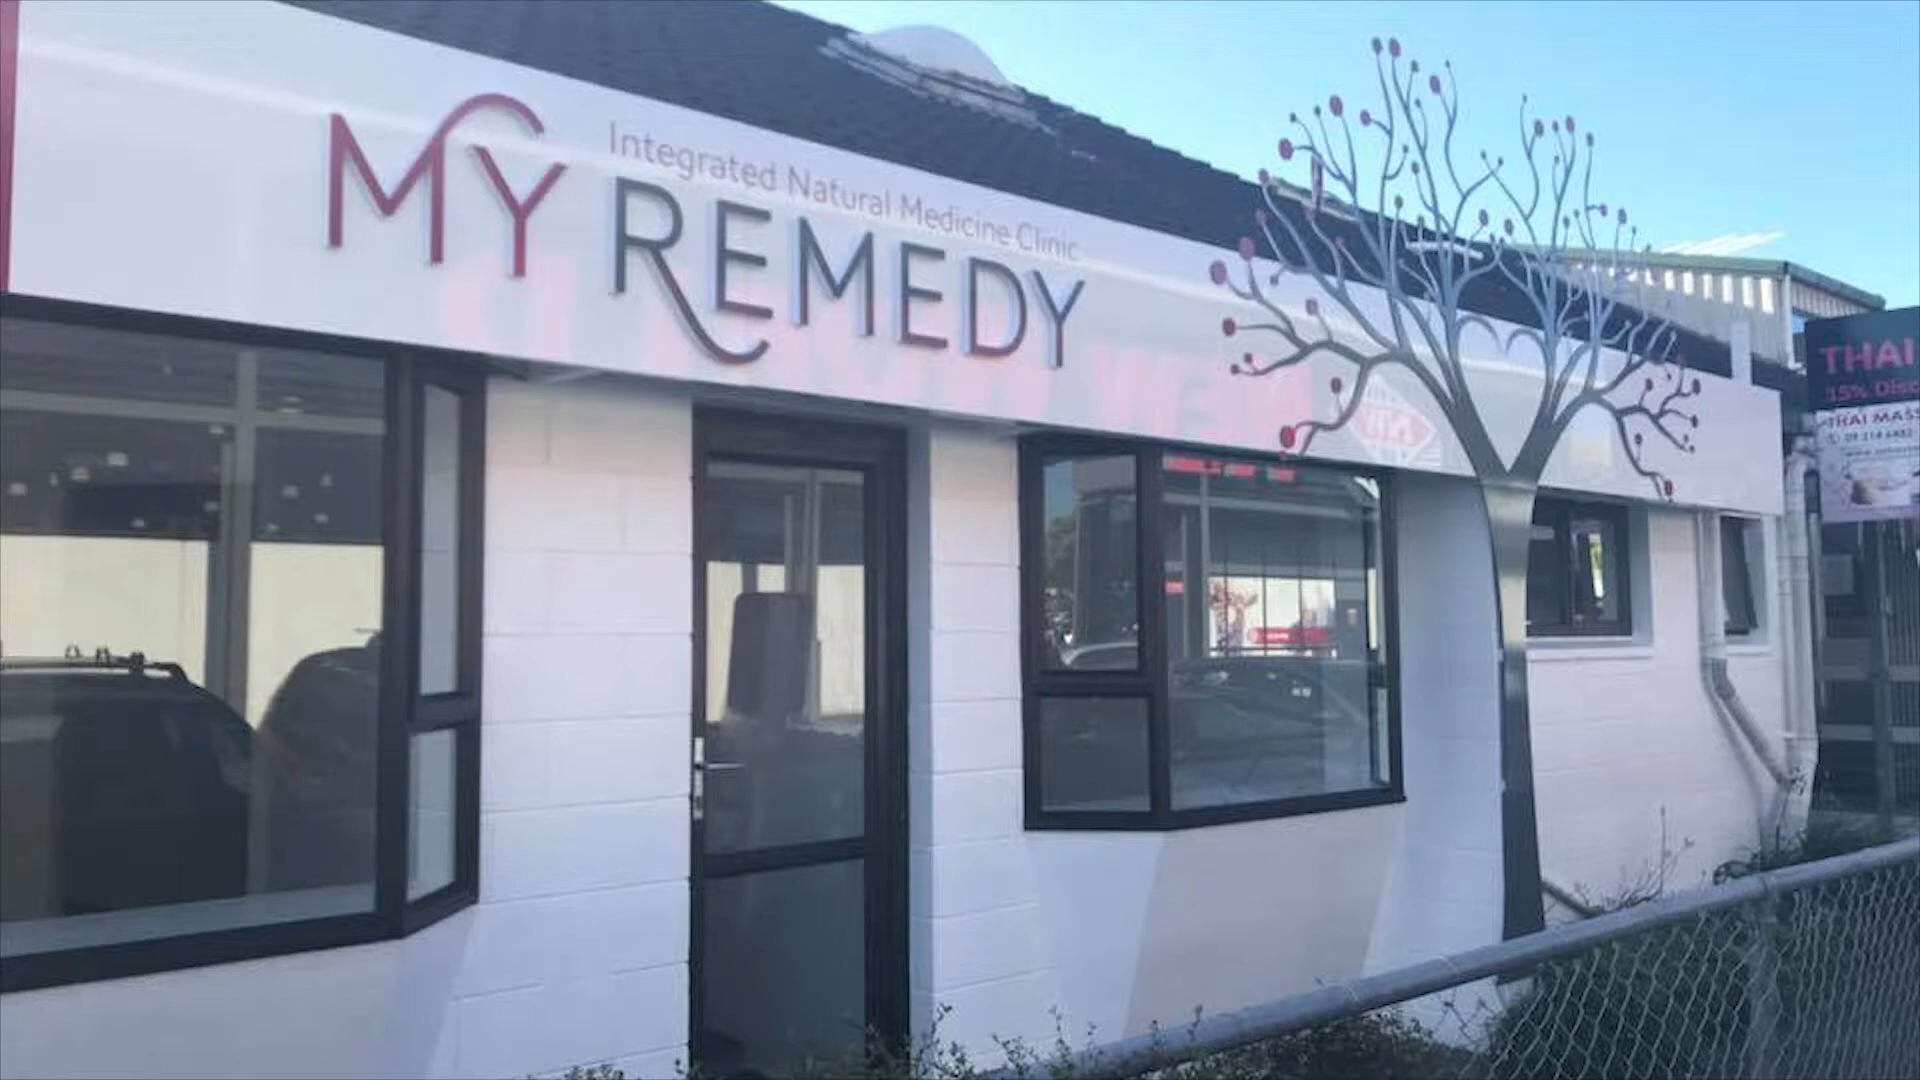 Integrated Natural Medicine Clinic
MY REMEDY
THAI
15% Disc
THAI MASS